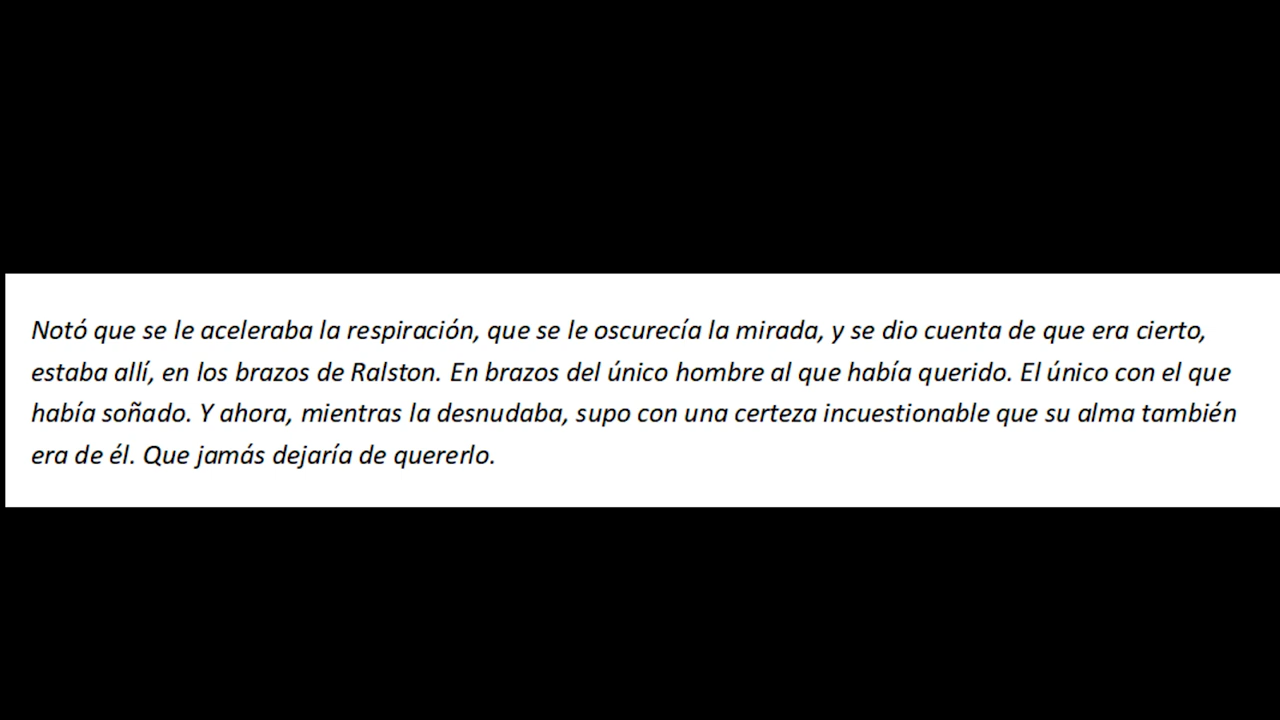 Notó que se le aceleraba la respiración, que se le oscurecía la mirada, y se dio cuenta de que era cierto,
estaba allí, en los brazos de Ralston. En brazos del único hombre al que había querido. El único con el que
había soñado. Y ahora, mientras la desnudaba, supo con una certeza incuestionable que su alma también
era de él. Que jamás dejaría de quererlo.